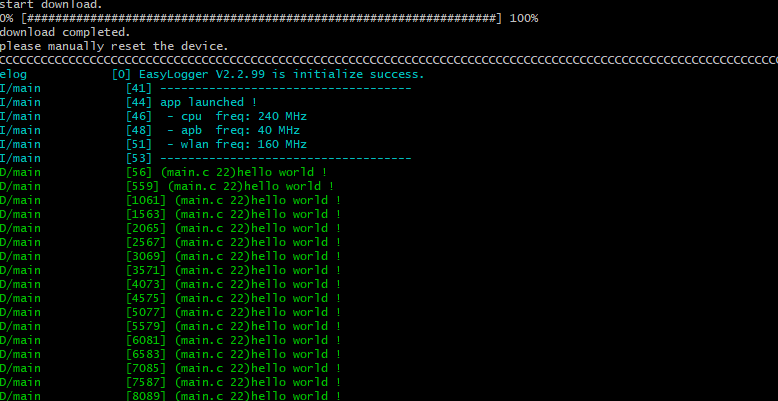 start download.
0% [###################################################################] 100%
download completed.
please manually reset the device.
CCCCCCCCCCCCCCCCCCCCCCCCCCCCCCCCCCCCCCCCCCCCCCCCCCCCCCCCCCCCCCCCCCCCCCCCCCCCCCCCCCCCCCCCCCCCCCCCCCCCCCCCCCCCCCC
elog [0] EasyLogger V2.2.99 is initialize success.
I/main [41] ------------------------------------
I/main [44] app launched !
I/main [46] - cpu freq: 240 MHz
I/main [48] - apb freq: 40 MHz
I/main [51] - wlan freq: 160 MHz
I/main [53] ------------------------------------
D/main [56] (main.c 22)hello world !
D/main [559] (main.c 22)hello world !
D/main [1061] (main.c 22)hello world !
D/main [1563] (main.c 22)hello world !
D/main [2065] (main.c 22)hello world !
D/main [2567] (main.c 22)hello world !
D/main [3069] (main.c 22)hello world !
D/main [3571] (main.c 22)hello world !
D/main [4073] (main.c 22)hello world !
D/main [4575] (main.c 22)hello world !
D/main [5077] (main.c 22)hello world !
D/main [5579] (main.c 22)hello world !
D/main [6081] (main.c 22)hello world !
D/main [6583] (main.c 22)hello world !
D/main [7085] (main.c 22)hello world !
D/main [7587] (main.c 22)hello world !
D/main [8089] (main.c 22)hello world !